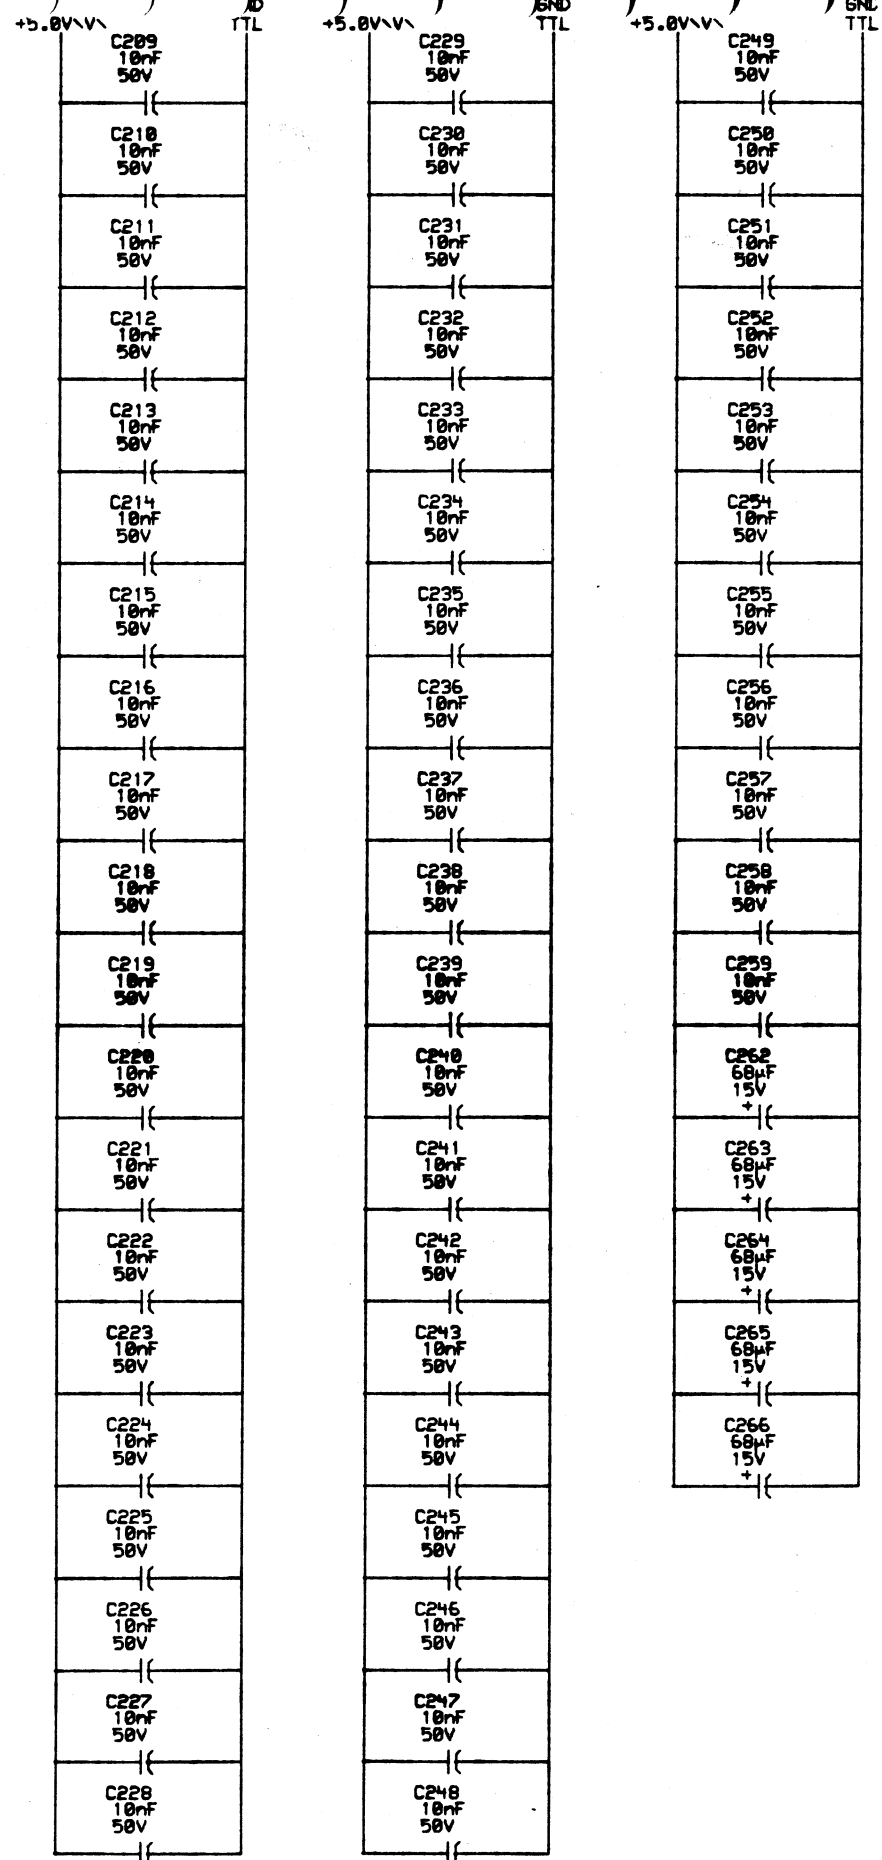 +5.0V\V\
TTL
C209
10nF
50V
C210
10nF
50V
C211
10nF
50V
C212
10nF
50V
C213
10nF
50V
C214
10nF
50V
C215
10nF
50V
C216
10nF
50V
C217
10nF
50V
C218
10nF
50V
C219
10nF
50V
C220
10nF
50V
C221
10nF
50V
C222
10nF
50V
C223
10nF
50V
C224
10nF
50V
C225
10nF
50V
C226
10nF
50V
C227
10nF
50V
C228
10nF
50V
GND
+5.0V\V\
TTL
C229
10nF
50V
C230
10nF
50V
C231
10nF
50V
C232
10nF
50V
C233
10nF
50V
C234
10nF
50V
C235
10nF
50V
C236
10nF
50V
C237
10nF
50V
C238
10nF
50V
C239
10nF
50V
C240
10nF
50V
C241
10nF
50V
C242
10nF
50V
C243
10nF
50V
C244
10nF
50V
C245
10nF
50V
C246
10nF
50V
C247
10nF
50V
C248
10nF
50V
GND
+5.0V\V\
TTL
C249
10nF
50V
C250
10nF
50V
C251
10nF
50V
C252
10nF
50V
C253
10nF
50V
C254
10nF
50V
C255
10nF
50V
C256
10nF
50V
C257
10nF
50V
C258
10nF
50V
C259
10nF
50V
C262
68µF
15V
+
C263
68µF
15V
+
C264
68µF
15V
+
C265
68µF
15V
+
C266
68µF
15V
+